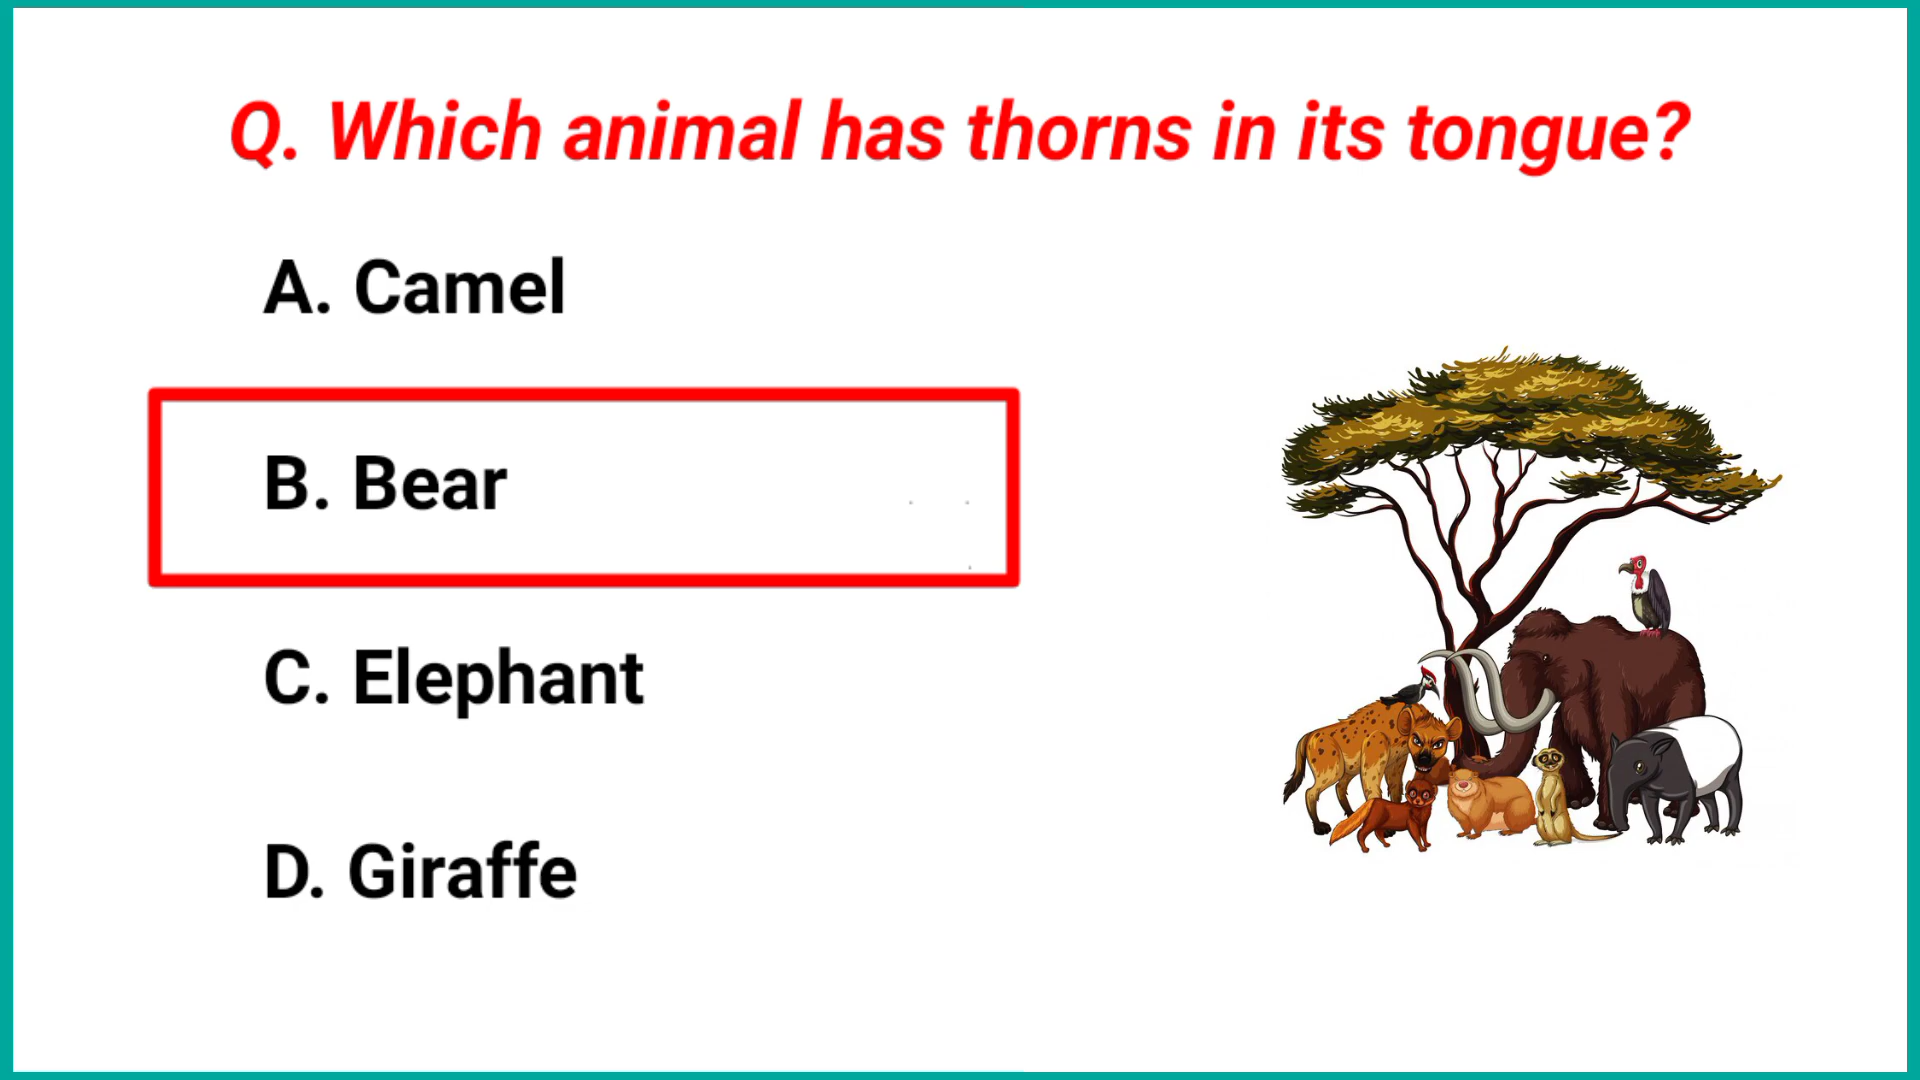 Q. Which animal has thorns in its tongue?
A. Camel
B. Bear
C. Elephant
D. Giraffe